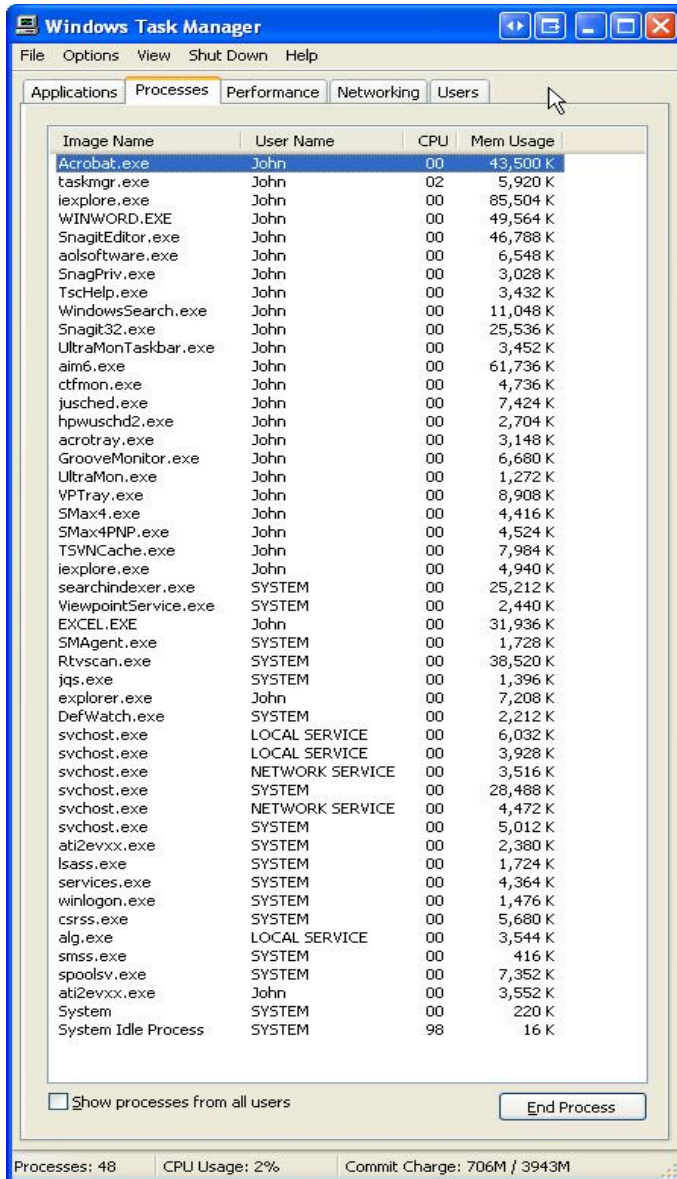 Windows Task Manager
File Options View Shut Down Help
Applications Processes Performance Networking Users
Image Name User Name CPU Mem Usage
Acrobat.exe John 00 43,500 K
taskmgr.exe John 02 5,920 K
iexplore.exe John 00 85,504 K
WINWORD.EXE John 00 49,564 K
SnagitEditor.exe John 00 46,788 K
aolsoftware.exe John 00 6,548 K
SnagPriv.exe John 00 3,028 K
TscHelp.exe John 00 3,432 K
WindowsSearch.exe John 00 11,048 K
Snagit32.exe John 00 25,536 K
UltraMonTaskbar.exe John 00 3,452 K
aim6.exe John 00 61,736 K
ctfmon.exe John 00 4,736 K
jusched.exe John 00 7,424 K
hpwuschd2.exe John 00 2,704 K
acrotray.exe John 00 3,148 K
GrooveMonitor.exe John 00 6,680 K
UltraMon.exe John 00 1,272 K
VPTray.exe John 00 8,908 K
SMax4.exe John 00 4,416 K
SMax4PNP.exe John 00 4,524 K
TSVNCache.exe John 00 7,984 K
iexplore.exe John 00 4,940 K
searchindexer.exe SYSTEM 00 25,212 K
ViewpointService.exe SYSTEM 00 2,440 K
EXCEL.EXE John 00 31,936 K
SMAgent.exe SYSTEM 00 1,728 K
Rtvscan.exe SYSTEM 00 38,520 K
jqs.exe SYSTEM 00 1,396 K
explorer.exe John 00 7,208 K
DefWatch.exe SYSTEM 00 2,212 K
svchost.exe LOCAL SERVICE 00 6,032 K
svchost.exe LOCAL SERVICE 00 3,928 K
svchost.exe NETWORK SERVICE 00 3,516 K
svchost.exe SYSTEM 00 28,488 K
svchost.exe NETWORK SERVICE 00 4,472 K
svchost.exe SYSTEM 00 5,012 K
ati2evxx.exe SYSTEM 00 2,380 K
lsass.exe SYSTEM 00 1,724 K
services.exe SYSTEM 00 4,364 K
winlogon.exe SYSTEM 00 1,476 K
csrss.exe SYSTEM 00 5,680 K
alg.exe LOCAL SERVICE 00 3,544 K
smss.exe SYSTEM 00 416 K
spoolsv.exe SYSTEM 00 7,352 K
ati2evxx.exe John 00 3,552 K
System SYSTEM 00 220 K
System Idle Process SYSTEM 98 16 K
Show processes from all users End Process
Processes: 48 CPU Usage: 2% Commit Charge: 706M / 3943M